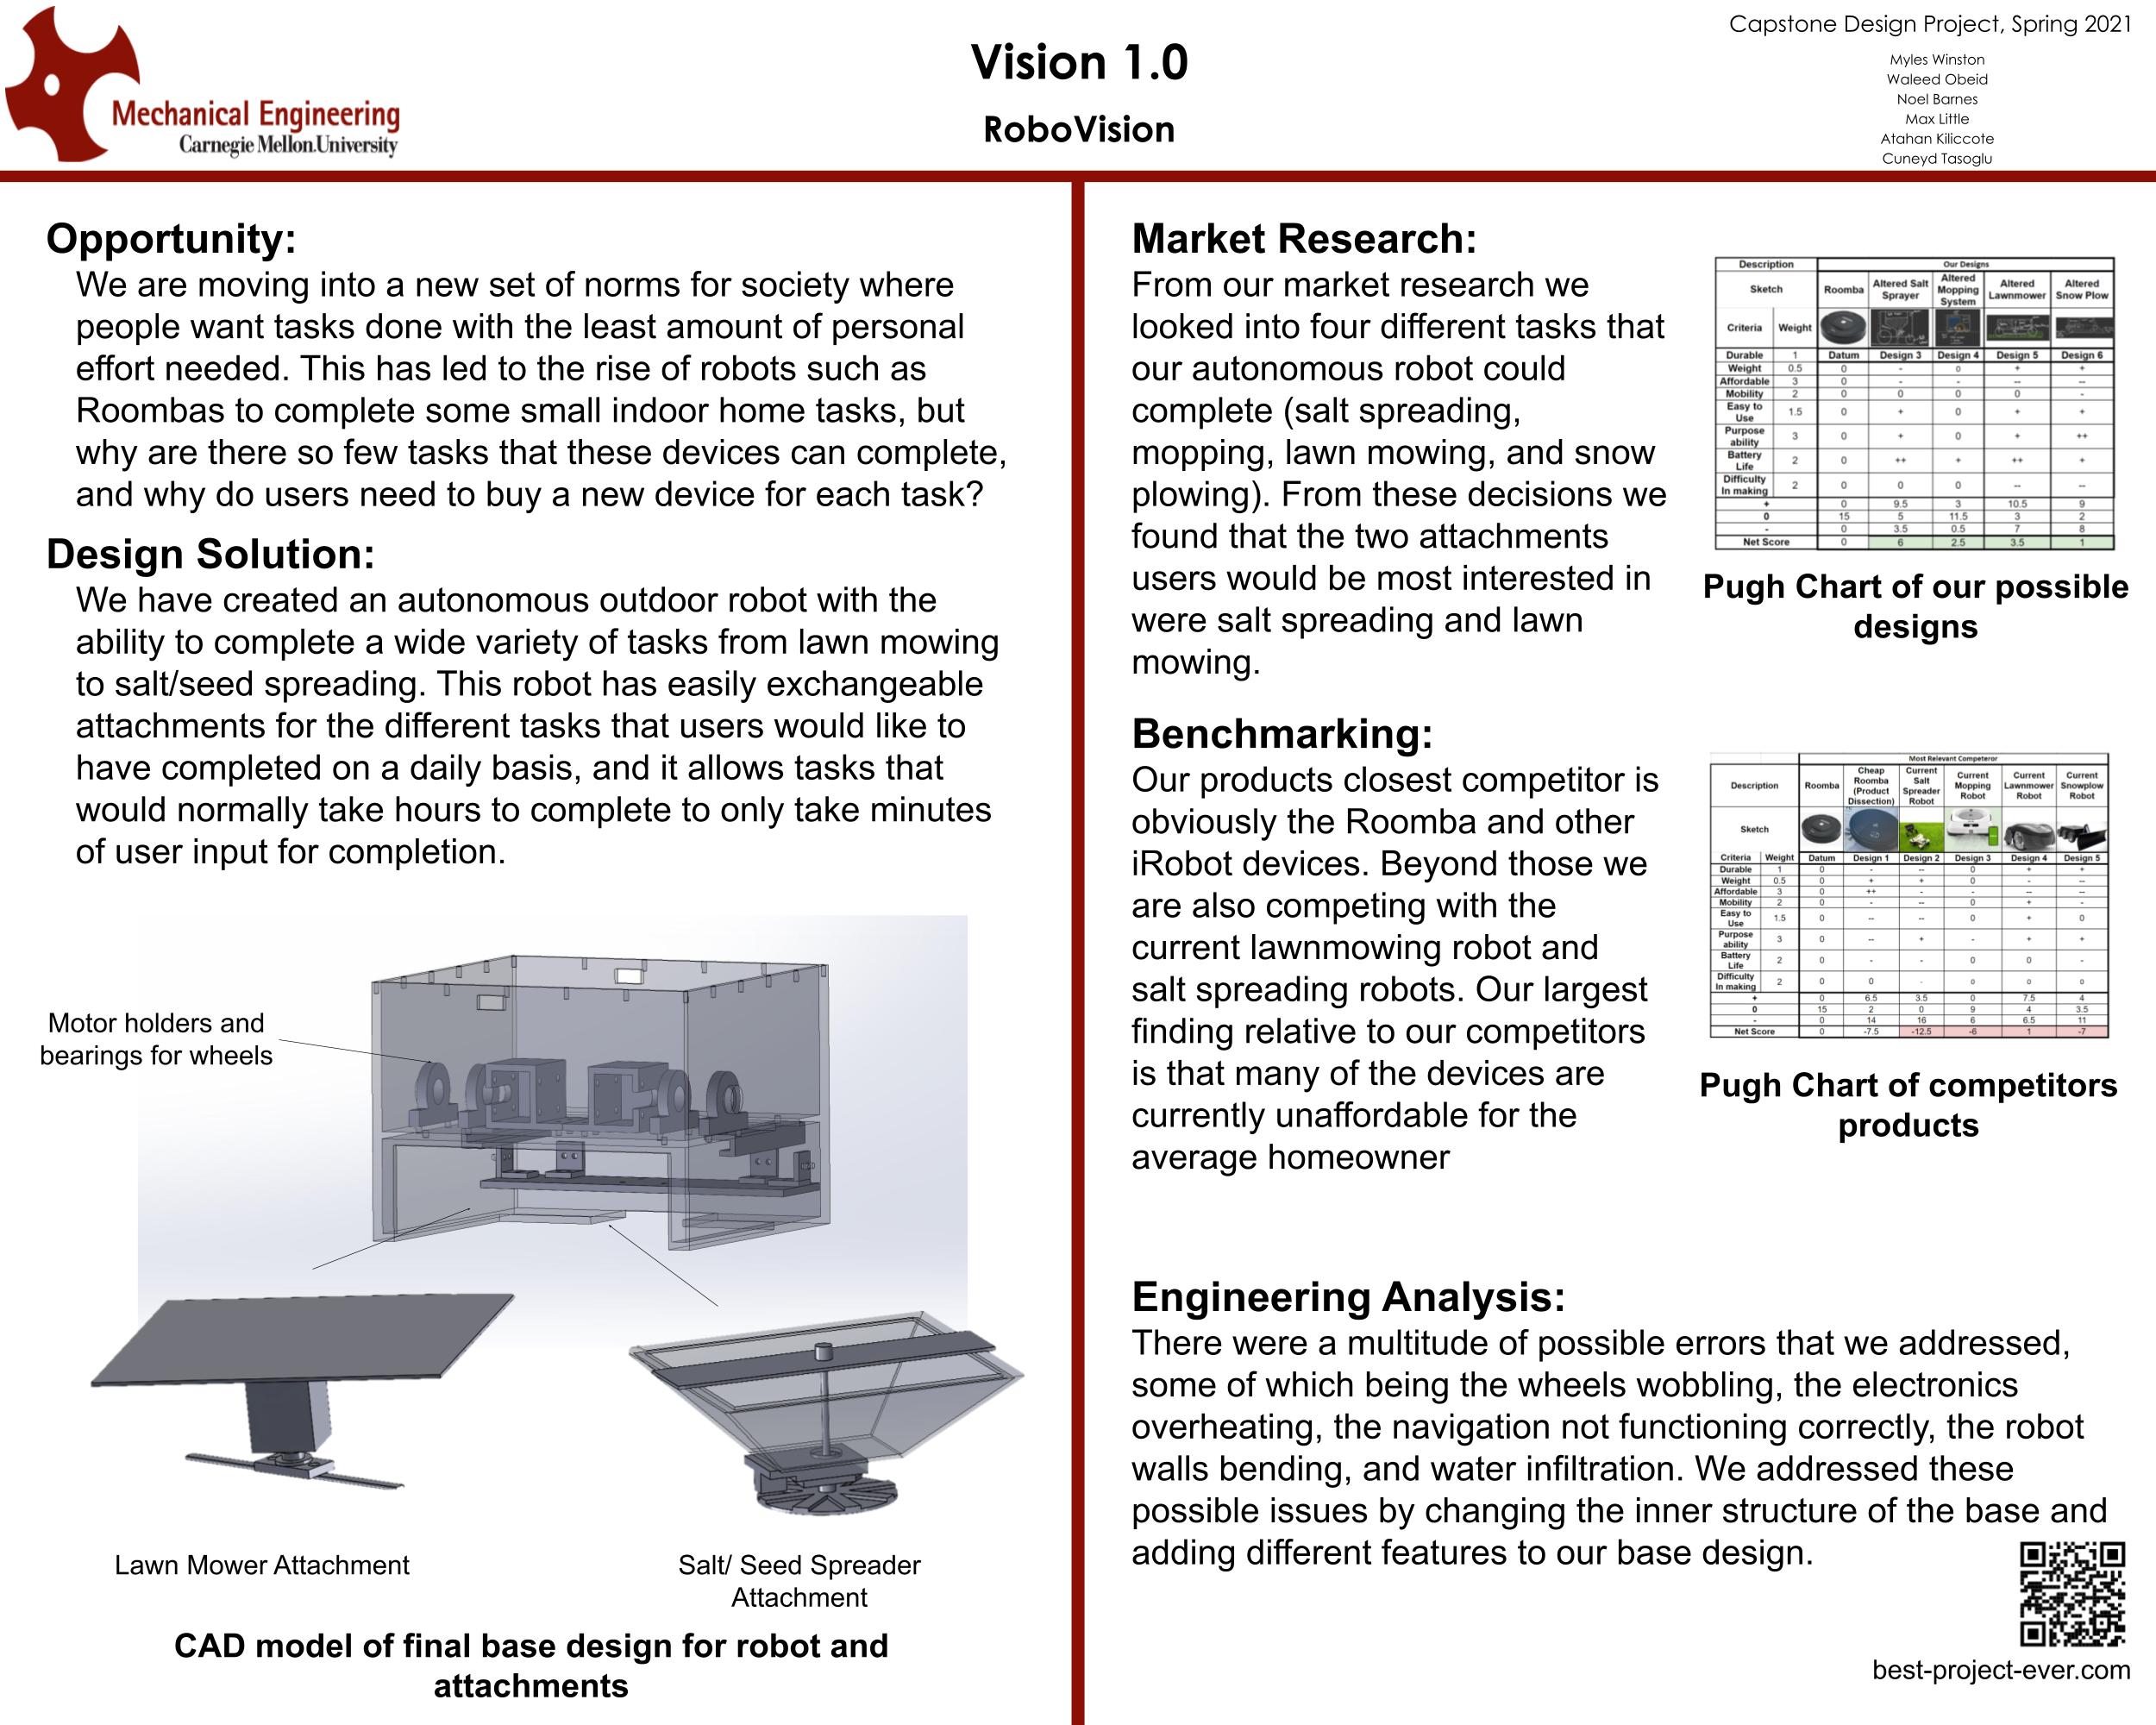 Mechanical Engineering
Carnegie Mellon University
Vision 1.0
RoboVision
Capstone Design Project, Spring 2021
Myles Winston
Waleed Obeid
Noel Barnes
Max Little
Atahan Kiliccote
Cuneyd Tasoglu
Opportunity:
We are moving into a new set of norms for society where
people want tasks done with the least amount of personal
effort needed. This has led to the rise of robots such as
Roombas to complete some small indoor home tasks, but
why are there so few tasks that these devices can complete,
and why do users need to buy a new device for each task?
Design Solution:
We have created an autonomous outdoor robot with the
ability to complete a wide variety of tasks from lawn mowing
to salt/seed spreading. This robot has easily exchangeable
attachments for the different tasks that users would like to
have completed on a daily basis, and it allows tasks that
would normally take hours to complete to only take minutes
of user input for completion.
Motor holders and
bearings for wheels
Lawn Mower Attachment
Salt/ Seed Spreader
Attachment
CAD model of final base design for robot and
attachments
Market Research:
From our market research we
looked into four different tasks that
our autonomous robot could
complete (salt spreading,
mopping, lawn mowing, and snow
plowing). From these decisions we
found that the two attachments
users would be most interested in
were salt spreading and lawn
mowing.
Description Our Designs
Sketch Roomba Altered Salt Sprayer Altered Mopping System Altered Lawnmower Altered Snow Plow
Criteria Weight
Durable 1 Datum Design 3 Design 4 Design 5 Design 6
Weight 0.5 0 - 0 + +
Affordable 3 0 - - -- --
Mobility 2 0 0 0 0 -
Easy to Use 1.5 0 + 0 + +
Purpose ability 3 0 + 0 + ++
Battery Life 2 0 ++ + ++ +
Difficulty In making 2 0 0 0 -- --
+ 0 9.5 3 10.5 9
0 15 5 11.5 3 2
- 0 3.5 0.5 7 8
Net Score 0 6 2.5 3.5 1
Pugh Chart of our possible
designs
Benchmarking:
Our products closest competitor is
obviously the Roomba and other
iRobot devices. Beyond those we
are also competing with the
current lawnmowing robot and
salt spreading robots. Our largest
finding relative to our competitors
is that many of the devices are
currently unaffordable for the
average homeowner
Most Relevant Competeror
Description Roomba Cheap Roomba (Product Dissection) Current Salt Spreader Robot Current Mopping Robot Current Lawnmower Robot Current Snowplow Robot
Sketch
Criteria Weight Datum Design 1 Design 2 Design 3 Design 4 Design 5
Durable 1 0 - -- 0 + +
Weight 0.5 0 + + 0 - --
Affordable 3 0 ++ - - -- --
Mobility 2 0 - -- 0 + -
Easy to Use 1.5 0 -- -- 0 + 0
Purpose ability 3 0 -- + - + +
Battery Life 2 0 - - 0 0 -
Difficulty In making 2 0 0 - 0 0 0
+ 0 6.5 3.5 0 7.5 4
0 15 2 0 9 4 3.5
- 0 14 16 6 6.5 11
Net Score 0 -7.5 -12.5 -6 1 -7
Pugh Chart of competitors
products
Engineering Analysis:
There were a multitude of possible errors that we addressed,
some of which being the wheels wobbling, the electronics
overheating, the navigation not functioning correctly, the robot
walls bending, and water infiltration. We addressed these
possible issues by changing the inner structure of the base and
adding different features to our base design.
best-project-ever.com